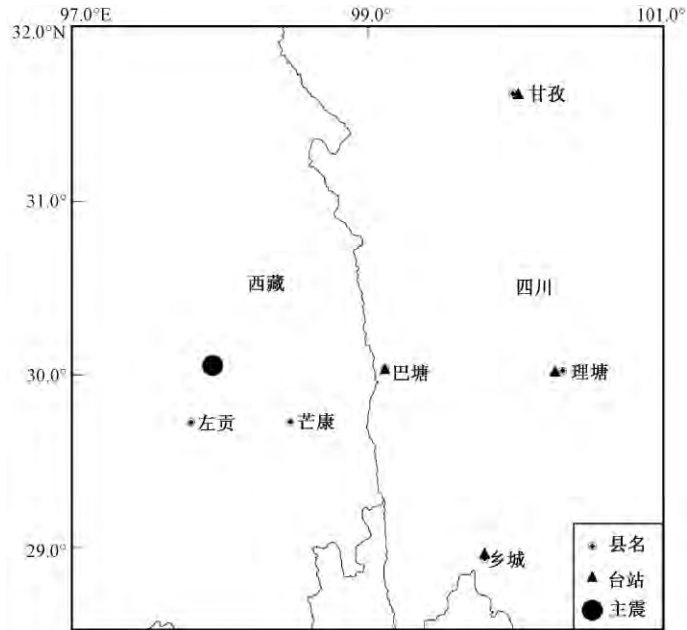 97.0°E
99.0°
101.0°
32.0°N
甘孜
31.0°
西藏
四川
30.0°
巴塘
理塘
左贡
芒康
29.0°
乡城
县名
台站
主震